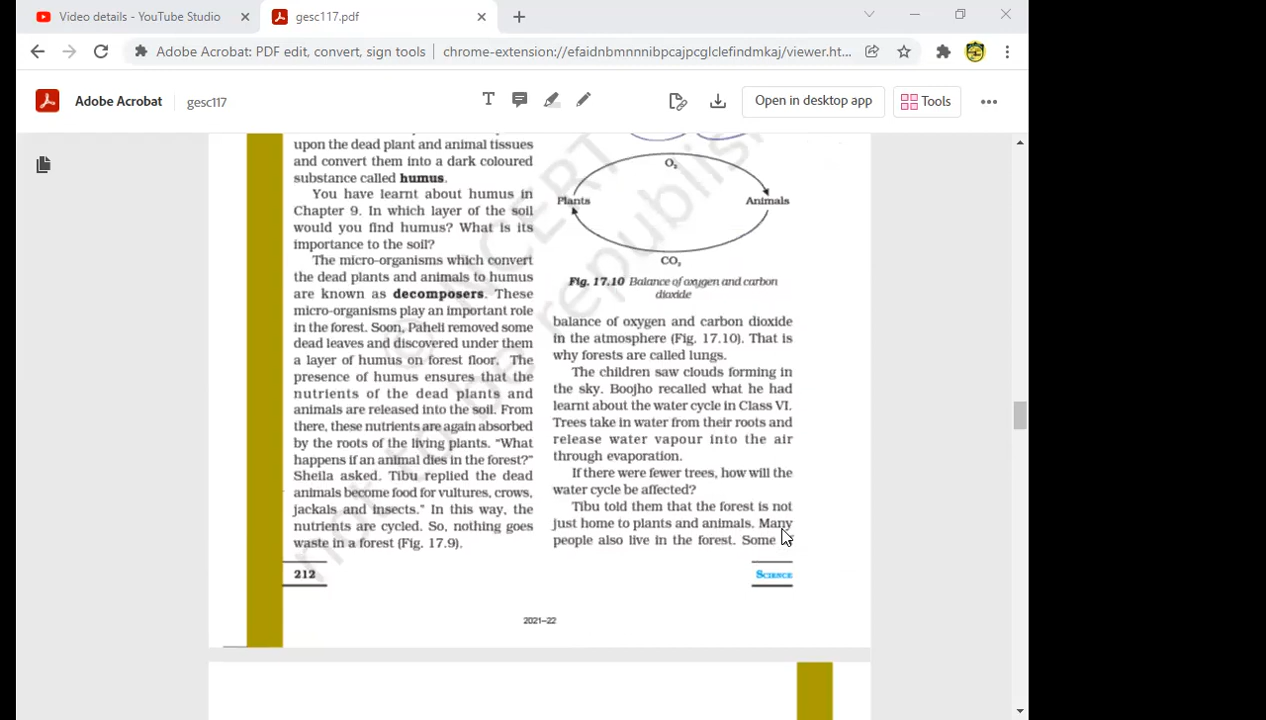 Video details - YouTube Studio
gesc117.pdf
Adobe Acrobat: PDF edit, convert, sign tools
chrome-extension://efaidnbmnnnibpcajpcglclefindmkaj/viewer.ht...
Adobe Acrobat
gesc117
Open in desktop app
Tools
upon the dead plant and animal tissues
and convert them into a dark coloured
substance called humus.
You have learnt about humus in
Chapter 9. In which layer of the soil
would you find humus? What is its
importance to the soil?
The micro-organisms which convert
the dead plants and animals to humus
are known as decomposers. These
micro-organisms play an important role
in the forest. Soon, Paheli removed some
dead leaves and discovered under them
a layer of humus on forest floor. The
presence of humus ensures that the
nutrients of the dead plants and
animals are released into the soil. From
there, these nutrients are again absorbed
by the roots of the living plants. “What
happens if an animal dies in the forest?”
Sheila asked. Tibu replied the dead
animals become food for vultures, crows,
jackals and insects.” In this way, the
nutrients are cycled. So, nothing goes
waste in a forest (Fig. 17.9).
O₂
Plants
Animals
CO₂
Fig. 17.10 Balance of oxygen and carbon
dioxide
balance of oxygen and carbon dioxide
in the atmosphere (Fig. 17.10). That is
why forests are called lungs.
The children saw clouds forming in
the sky. Boojho recalled what he had
learnt about the water cycle in Class VI.
Trees take in water from their roots and
release water vapour into the air
through evaporation.
If there were fewer trees, how will the
water cycle be affected?
Tibu told them that the forest is not
just home to plants and animals. Many
people also live in the forest. Some
212
SCIENCE
2021–22
© NCERT
not to be republish